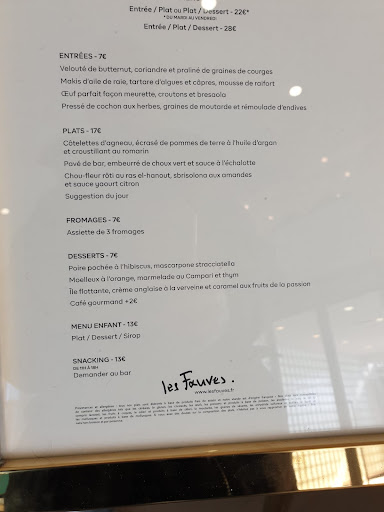 Entrée / Plat ou Plat / Dessert - 22€*
*DU MARDI AU VENDREDI
Entrée / Plat / Dessert - 28€
ENTRÉES - 7€
Velouté de butternut, coriandre et praliné de graines de courges
Makis d'aile de raie, tartare d'algues et câpres, mousse de raifort
Œuf parfait façon meurette, croutons et bresaola
Pressé de cochon aux herbes, graines de moutarde et rémoulade d'endives
PLATS - 17€
Côtelettes d'agneau, écrasé de pommes de terre à l'huile d'argan
et croustillant au romarin
Pavé de bar, embeurré de choux vert et sauce à l'échalotte
Chou-fleur rôti au ras el-hanout, sbrisolona aux amandes
et sauce yaourt citron
Suggestion du jour
FROMAGES - 7€
Assiette de 3 fromages
DESSERTS - 7€
Poire pochée à l'hibiscus, mascarpone stracciatella
Moelleux à l'orange, marmelade au Campari et thym
Île flottante, crème anglaise à la verveine et caramel aux fruits de la passion
Café gourmand +2€
MENU ENFANT - 13€
Plat / Dessert / Sirop
SNACKING - 13€
DE 11H À 18H
Demander au bar
les Fauves.
www.lesfauves.fr